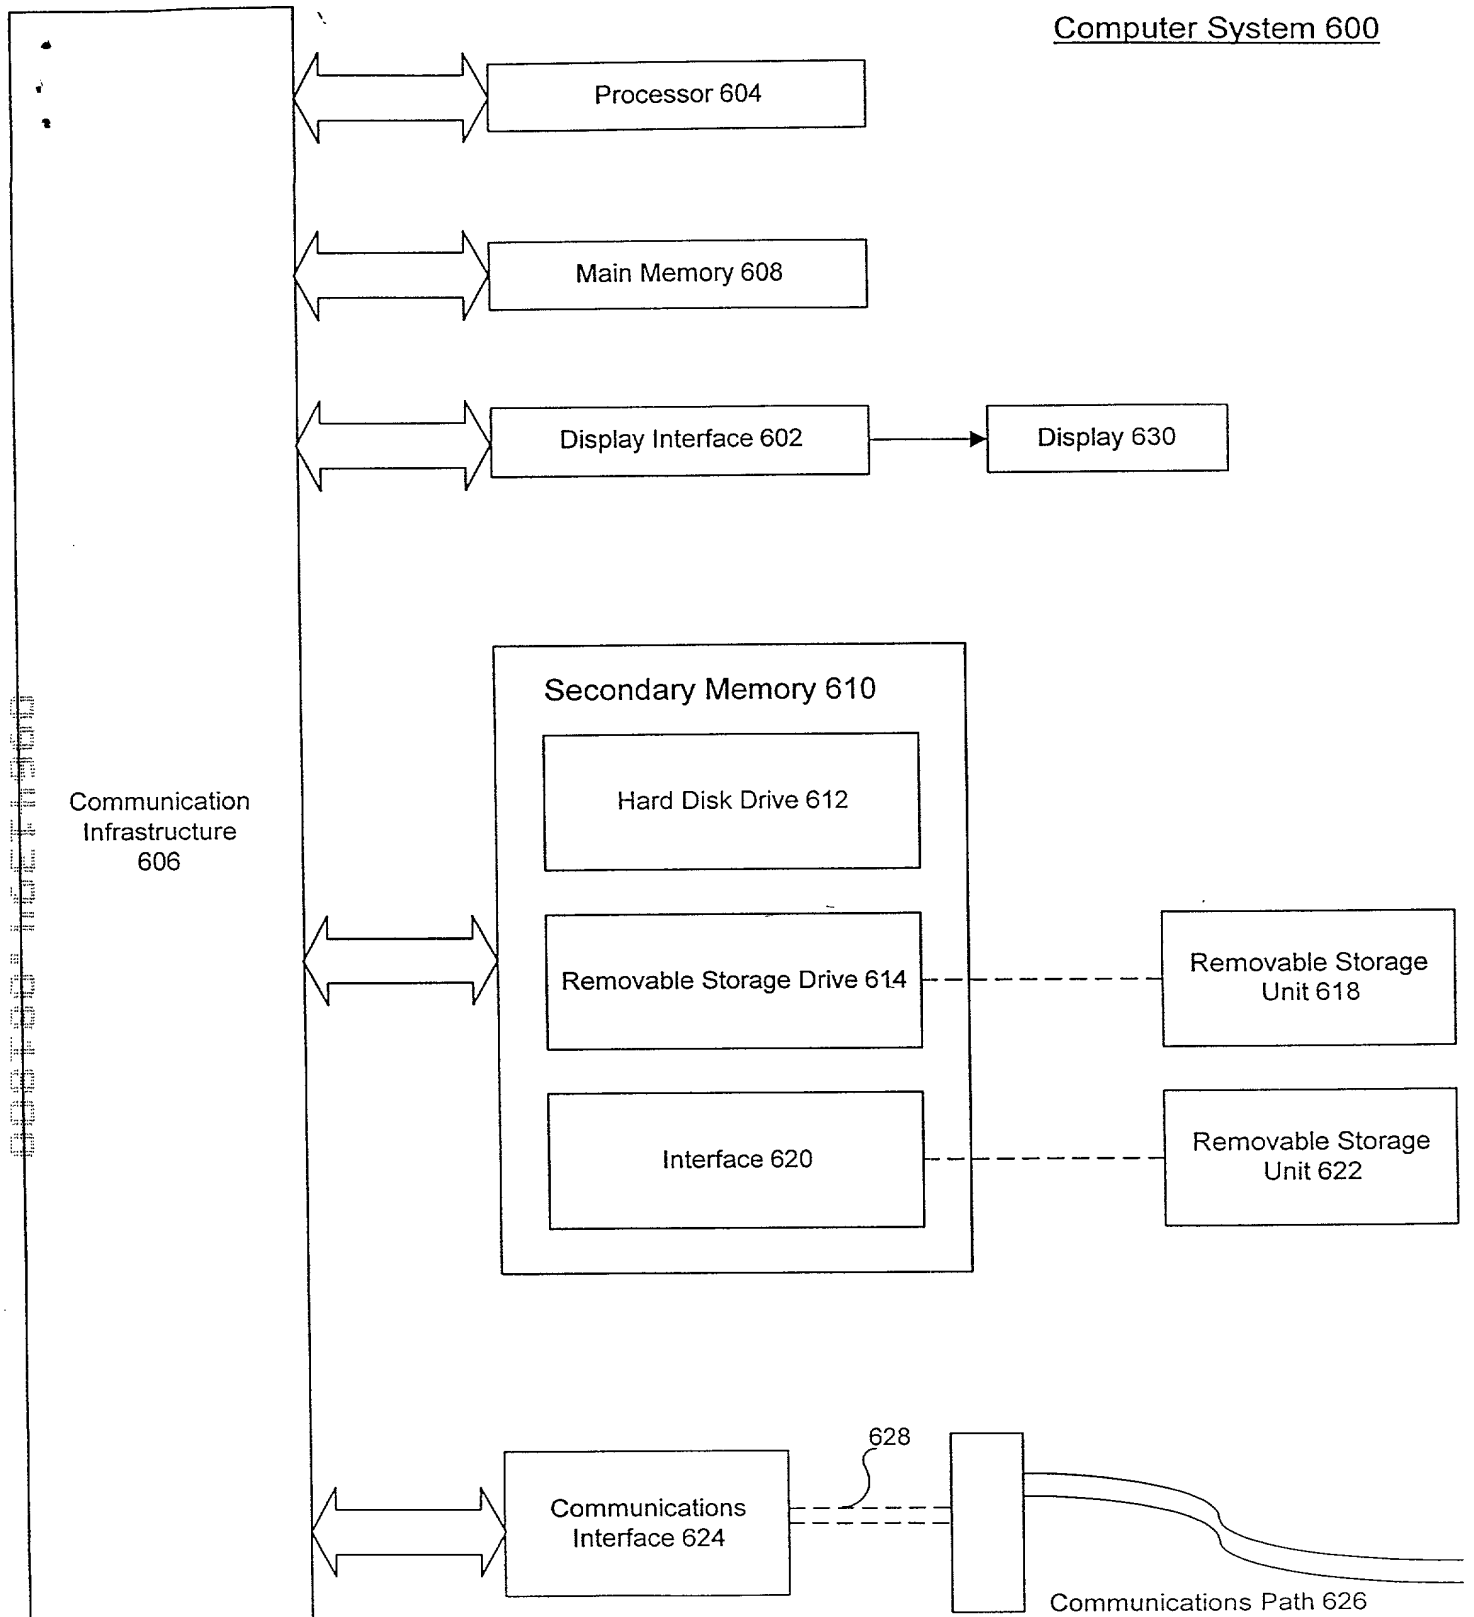 Computer System 600
Processor 604
Main Memory 608
Display Interface 602
Display 630
Secondary Memory 610
Hard Disk Drive 612
Communication
Infrastructure
606
Removable Storage Drive 614
Removable Storage
Unit 618
Interface 620
Removable Storage
Unit 622
628
Communications
Interface 624
Communications Path 626